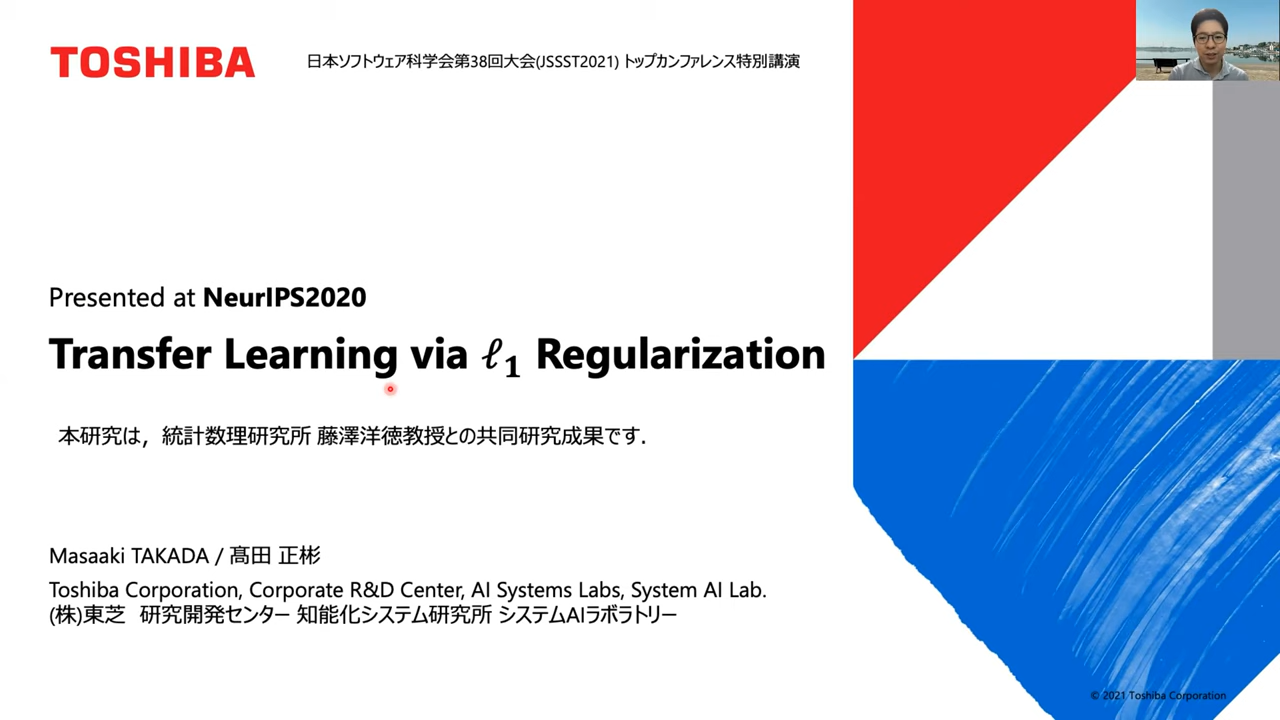 TOSHIBA
日本ソフトウェア科学会第38回大会(JSSST2021) トップカンファレンス特別講演
Presented at NeurIPS2020
Transfer Learning via ℓ₁ Regularization
本研究は，統計数理研究所 藤澤洋徳教授との共同研究成果です．
Masaaki TAKADA / 髙田 正彬
Toshiba Corporation, Corporate R&D Center, AI Systems Labs, System AI Lab.
(株)東芝　研究開発センター 知能化システム研究所 システムAIラボラトリー
© 2021 Toshiba Corporation